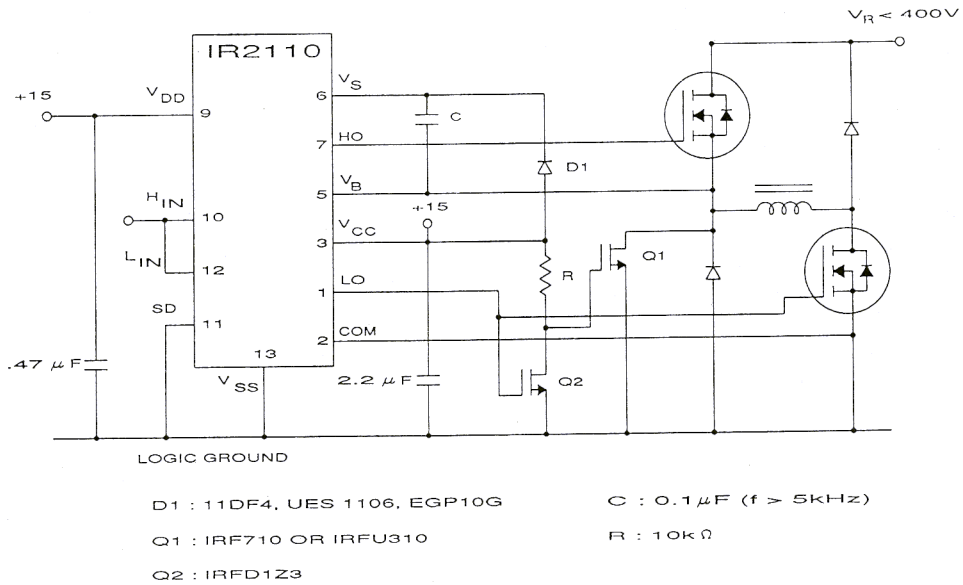 V_R < 400V
IR2110
+15
V_DD
9
6
V_S
C
7
HO
D1
5
V_B
+15
H_IN
10
3
V_CC
L_IN
12
R
Q1
1
LO
SD
11
2
COM
13
.47 μF
V_SS
2.2 μF
Q2
LOGIC GROUND
D1 : 11DF4, UES 1106, EGP10G
C : 0.1μF (f > 5kHz)
Q1 : IRF710 OR IRFU310
R : 10kΩ
Q2 : IRFD1Z3